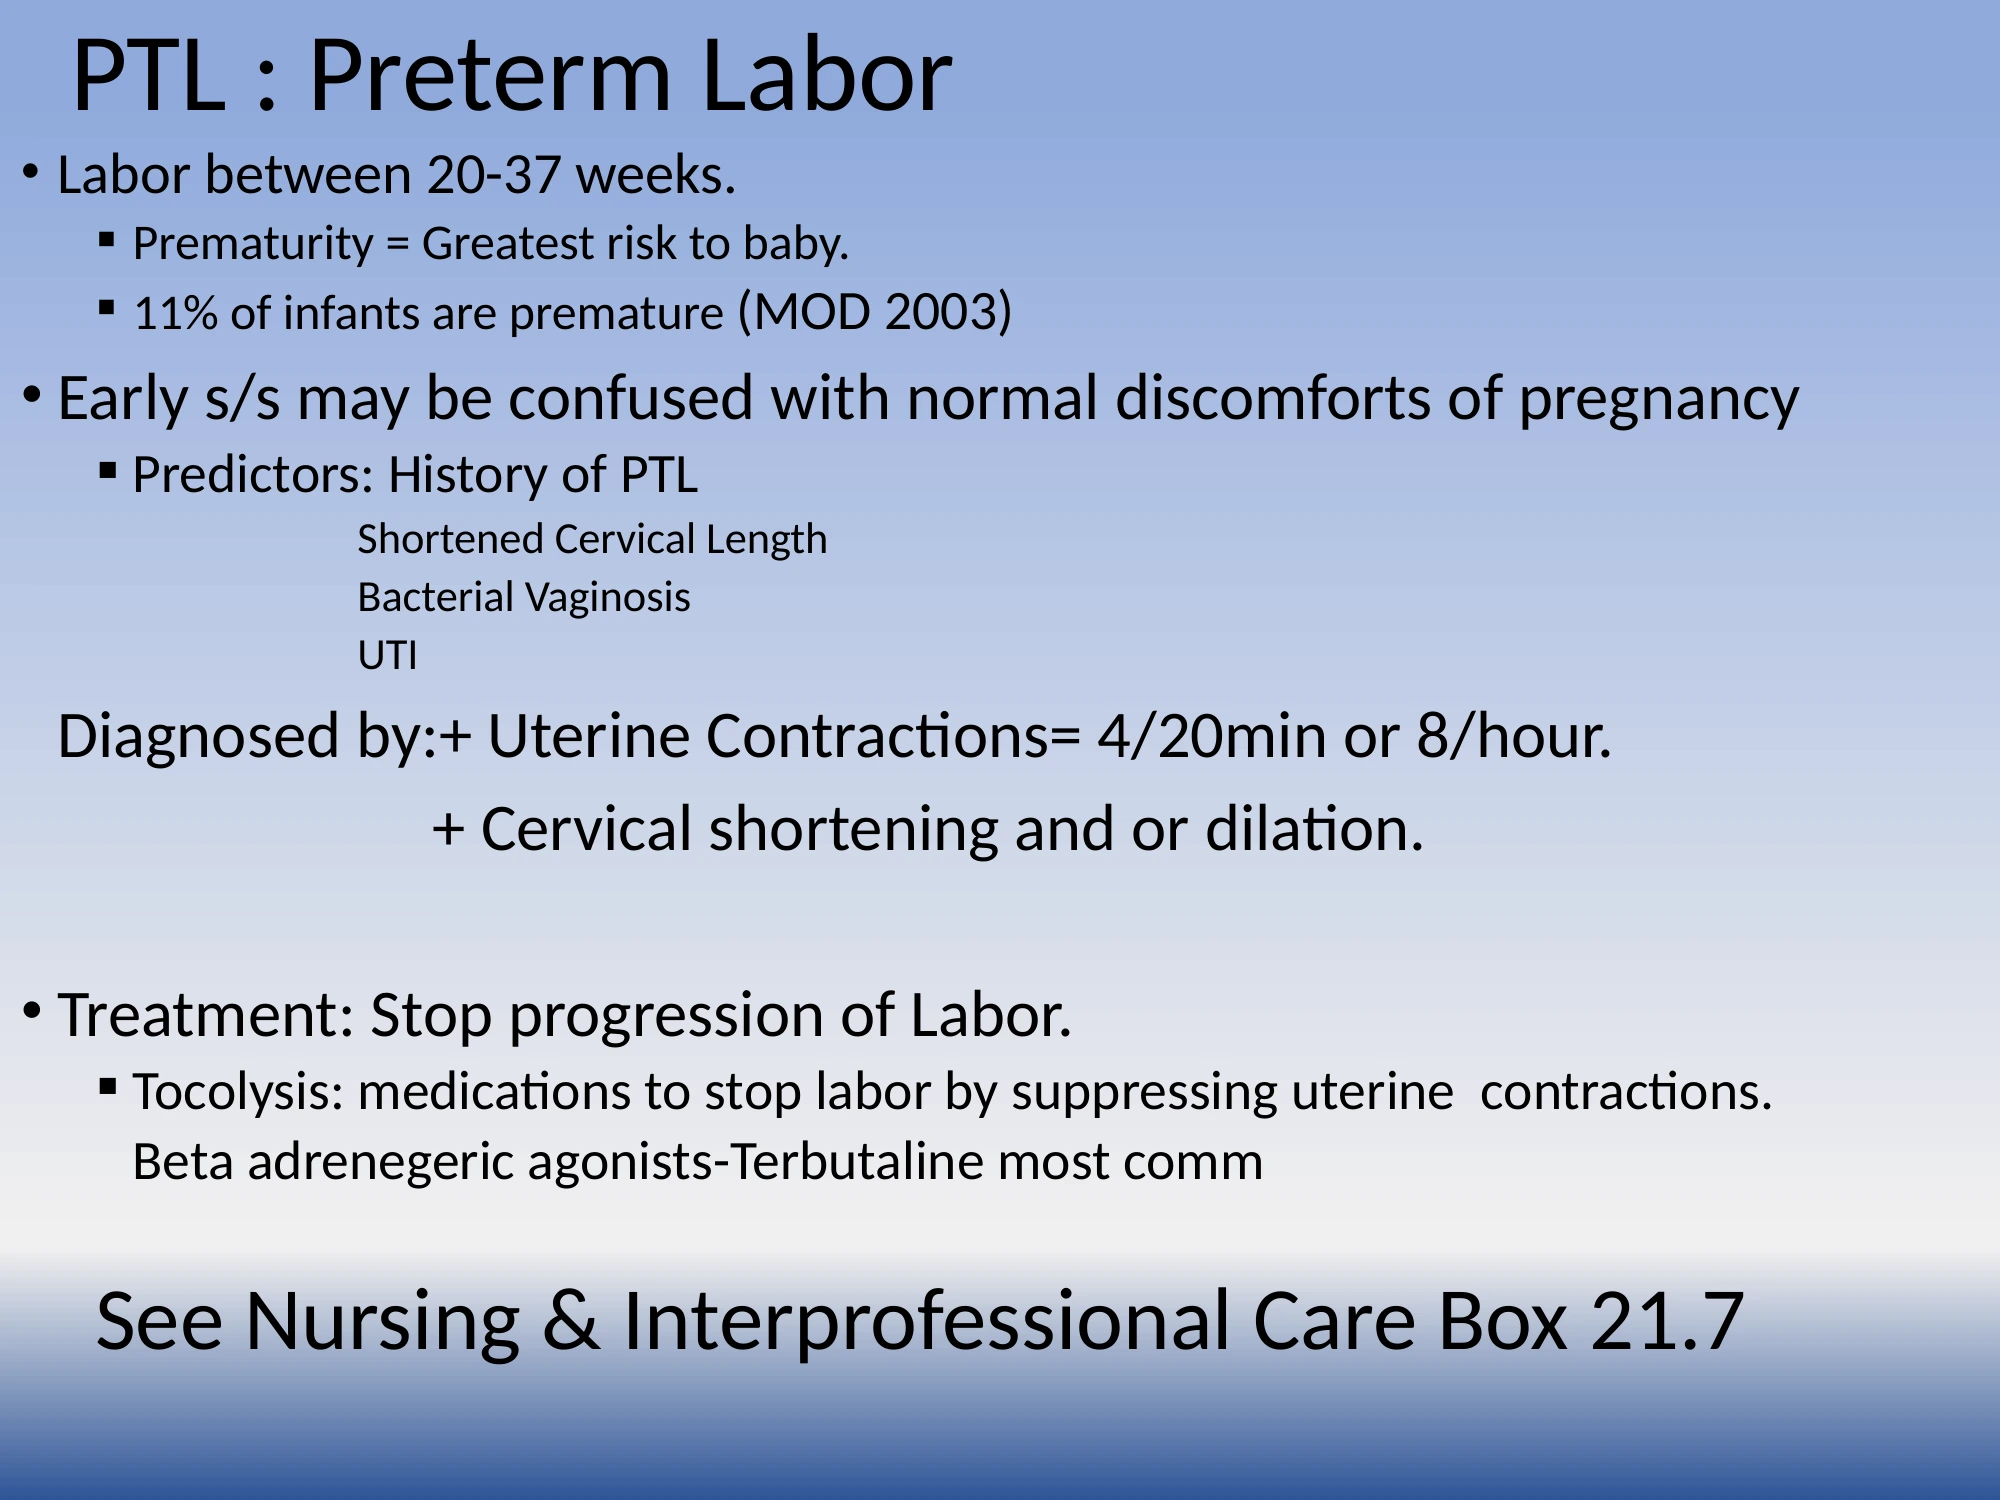 PTL : Preterm Labor
• Labor between 20-37 weeks.
▪ Prematurity = Greatest risk to baby.
▪ 11% of infants are premature (MOD 2003)
• Early s/s may be confused with normal discomforts of pregnancy
▪ Predictors: History of PTL
Shortened Cervical Length
Bacterial Vaginosis
UTI
Diagnosed by:+ Uterine Contractions= 4/20min or 8/hour.
+ Cervical shortening and or dilation.
• Treatment: Stop progression of Labor.
▪ Tocolysis: medications to stop labor by suppressing uterine  contractions.
Beta adrenegeric agonists-Terbutaline most comm
See Nursing & Interprofessional Care Box 21.7